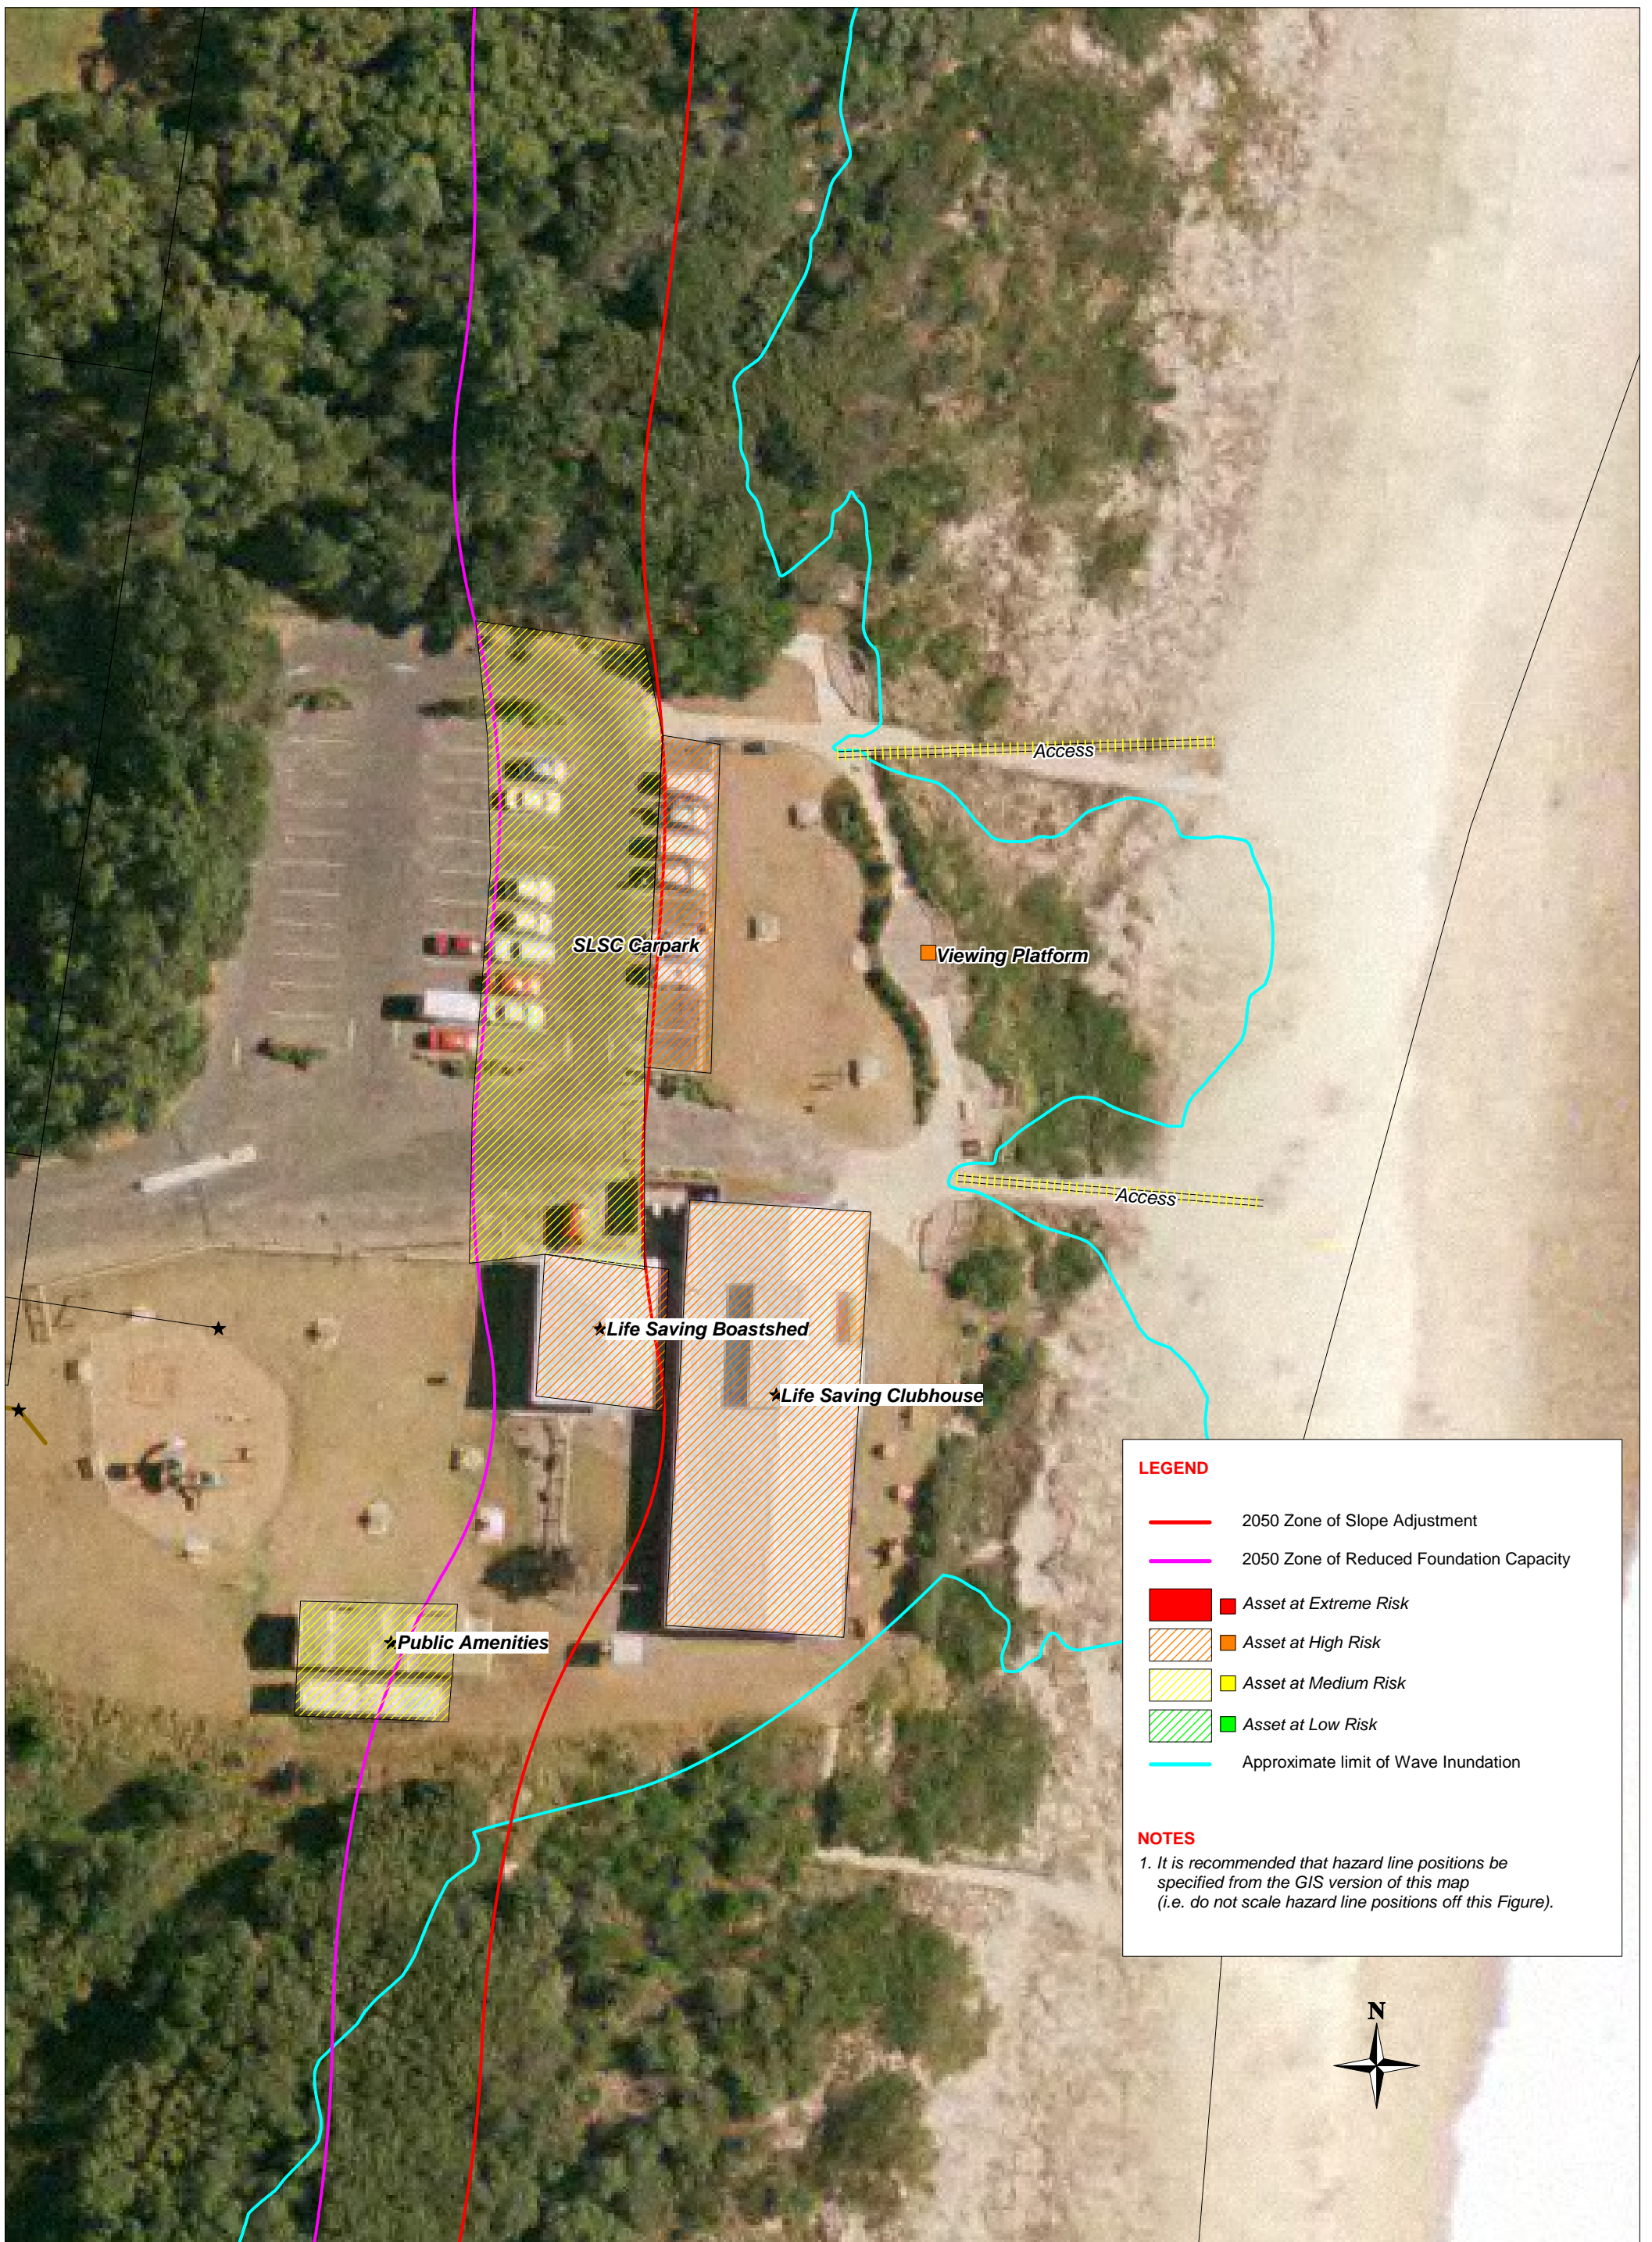 Access
SLSC Carpark
Viewing Platform
Access
Life Saving Boastshed
Life Saving Clubhouse
Public Amenities
LEGEND
2050 Zone of Slope Adjustment
2050 Zone of Reduced Foundation Capacity
Asset at Extreme Risk
Asset at High Risk
Asset at Medium Risk
Asset at Low Risk
Approximate limit of Wave Inundation
NOTES
1. It is recommended that hazard line positions be
specified from the GIS version of this map
(i.e. do not scale hazard line positions off this Figure).
N